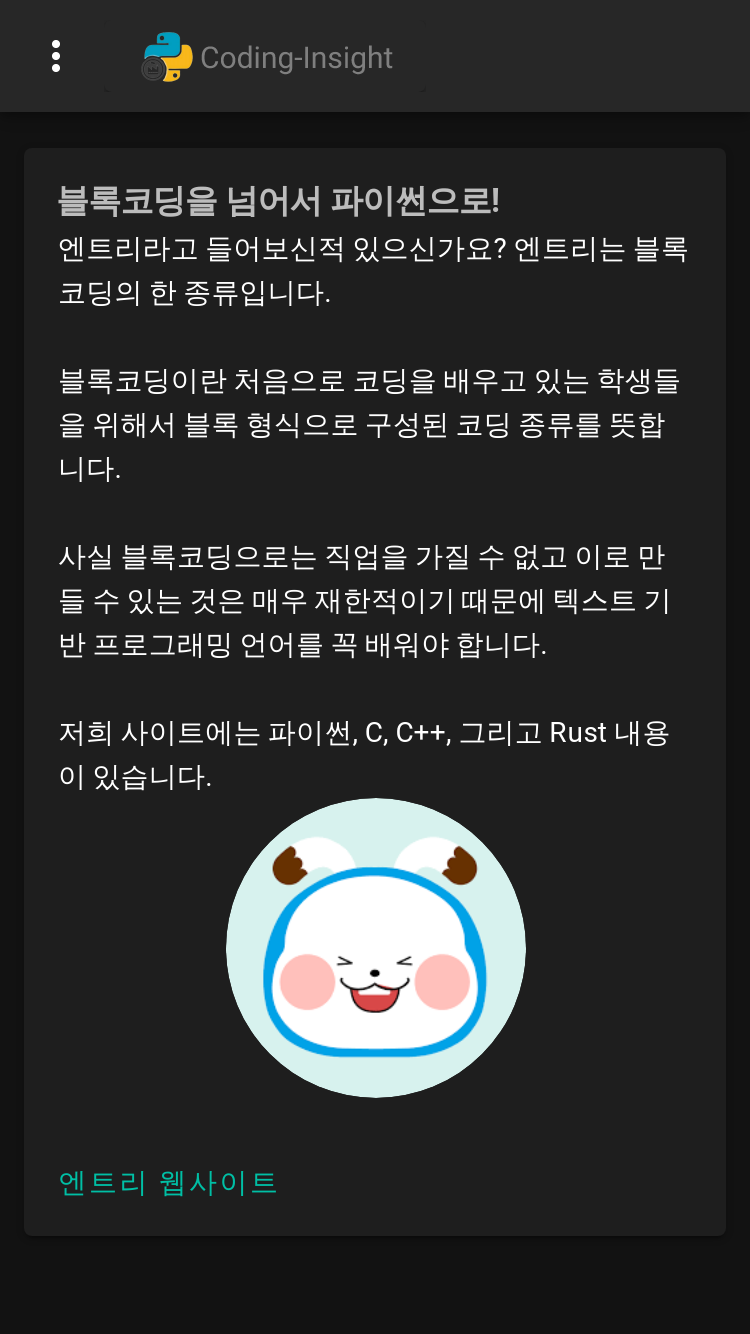 Coding-Insight
블록코딩을 넘어서 파이썬으로!
엔트리라고 들어보신적 있으신가요? 엔트리는 블록
코딩의 한 종류입니다.
블록코딩이란 처음으로 코딩을 배우고 있는 학생들
을 위해서 블록 형식으로 구성된 코딩 종류를 뜻합
니다.
사실 블록코딩으로는 직업을 가질 수 없고 이로 만
들 수 있는 것은 매우 재한적이기 때문에 텍스트 기
반 프로그래밍 언어를 꼭 배워야 합니다.
저희 사이트에는 파이썬, C, C++, 그리고 Rust 내용
이 있습니다.
엔트리 웹사이트